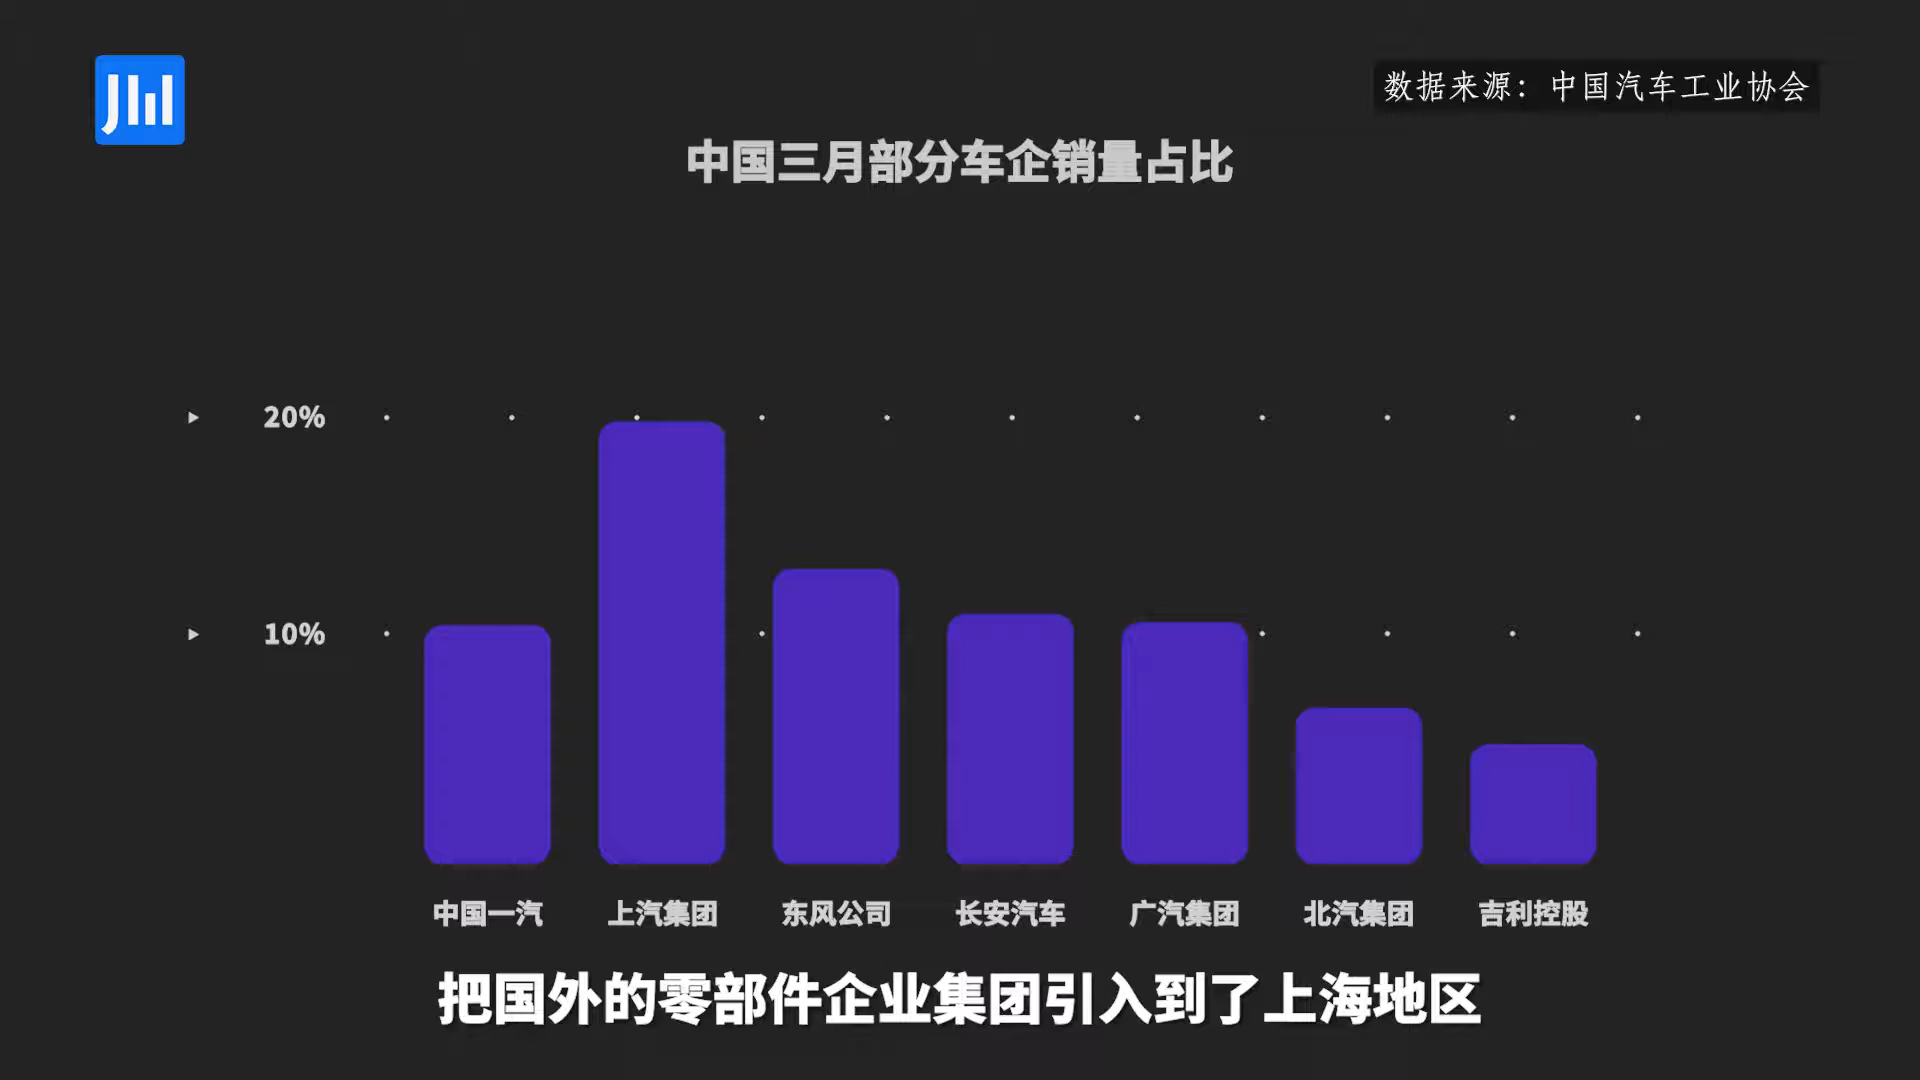 数据来源：中国汽车工业协会
中国三月部分车企销量占比
20%
10%
中国一汽
上汽集团
东风公司
长安汽车
广汽集团
北汽集团
吉利控股
把国外的零部件企业集团引入到了上海地区